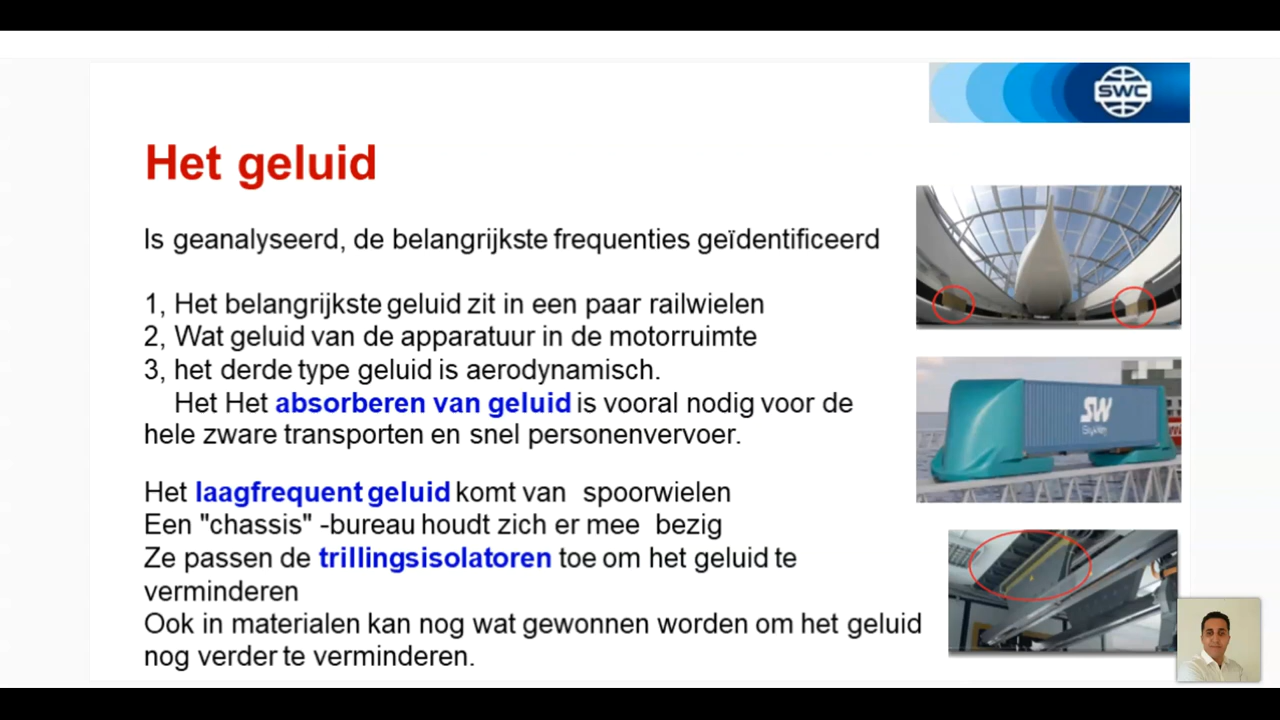 SWC
Het geluid
Is geanalyseerd, de belangrijkste frequenties geïdentificeerd
1, Het belangrijkste geluid zit in een paar railwielen
2, Wat geluid van de apparatuur in de motorruimte
3, het derde type geluid is aerodynamisch.
Het Het absorberen van geluid is vooral nodig voor de
hele zware transporten en snel personenvervoer.
SW
SkyWay
Het laagfrequent geluid komt van spoorwielen
Een "chassis" -bureau houdt zich er mee bezig
Ze passen de trillingsisolatoren toe om het geluid te
verminderen
Ook in materialen kan nog wat gewonnen worden om het geluid
nog verder te verminderen.